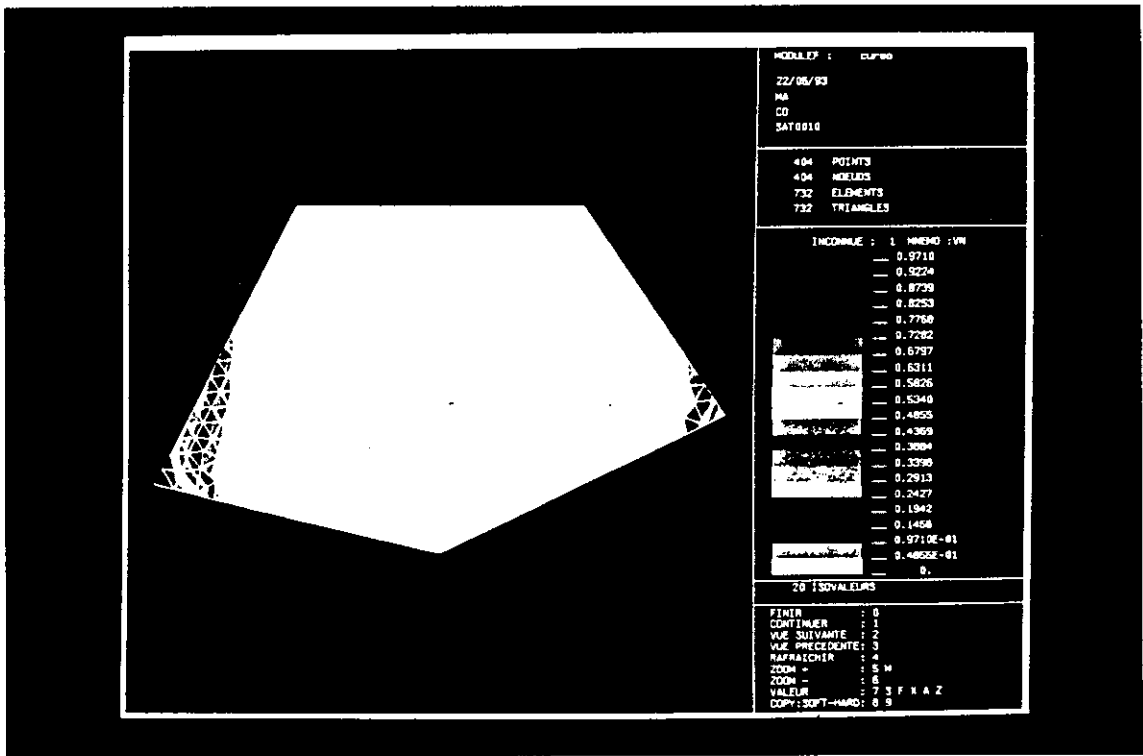 MODULEF : curso
22/06/93
MA
CO
SAT0010
404 POINTS
404 NOEUDS
732 ELEMENTS
732 TRIANGLES
INCONNUE : 1 MNEMO :VN
0.9710
0.9224
0.8739
0.8253
0.7768
0.7282
0.6797
0.6311
0.5826
0.5340
0.4855
0.4369
0.3884
0.3398
0.2913
0.2427
0.1942
0.1456
0.9710E-01
0.4855E-01
0.
20 ISOVALEURS
FINIR : 0
CONTINUER : 1
VUE SUIVANTE : 2
VUE PRECEDENTE: 3
RAFRAICHIR : 4
ZOOM + : 5 M
ZOOM - : 6
VALEUR : 7 S F X A Z
COPY:SOFT-HARD: 8 9